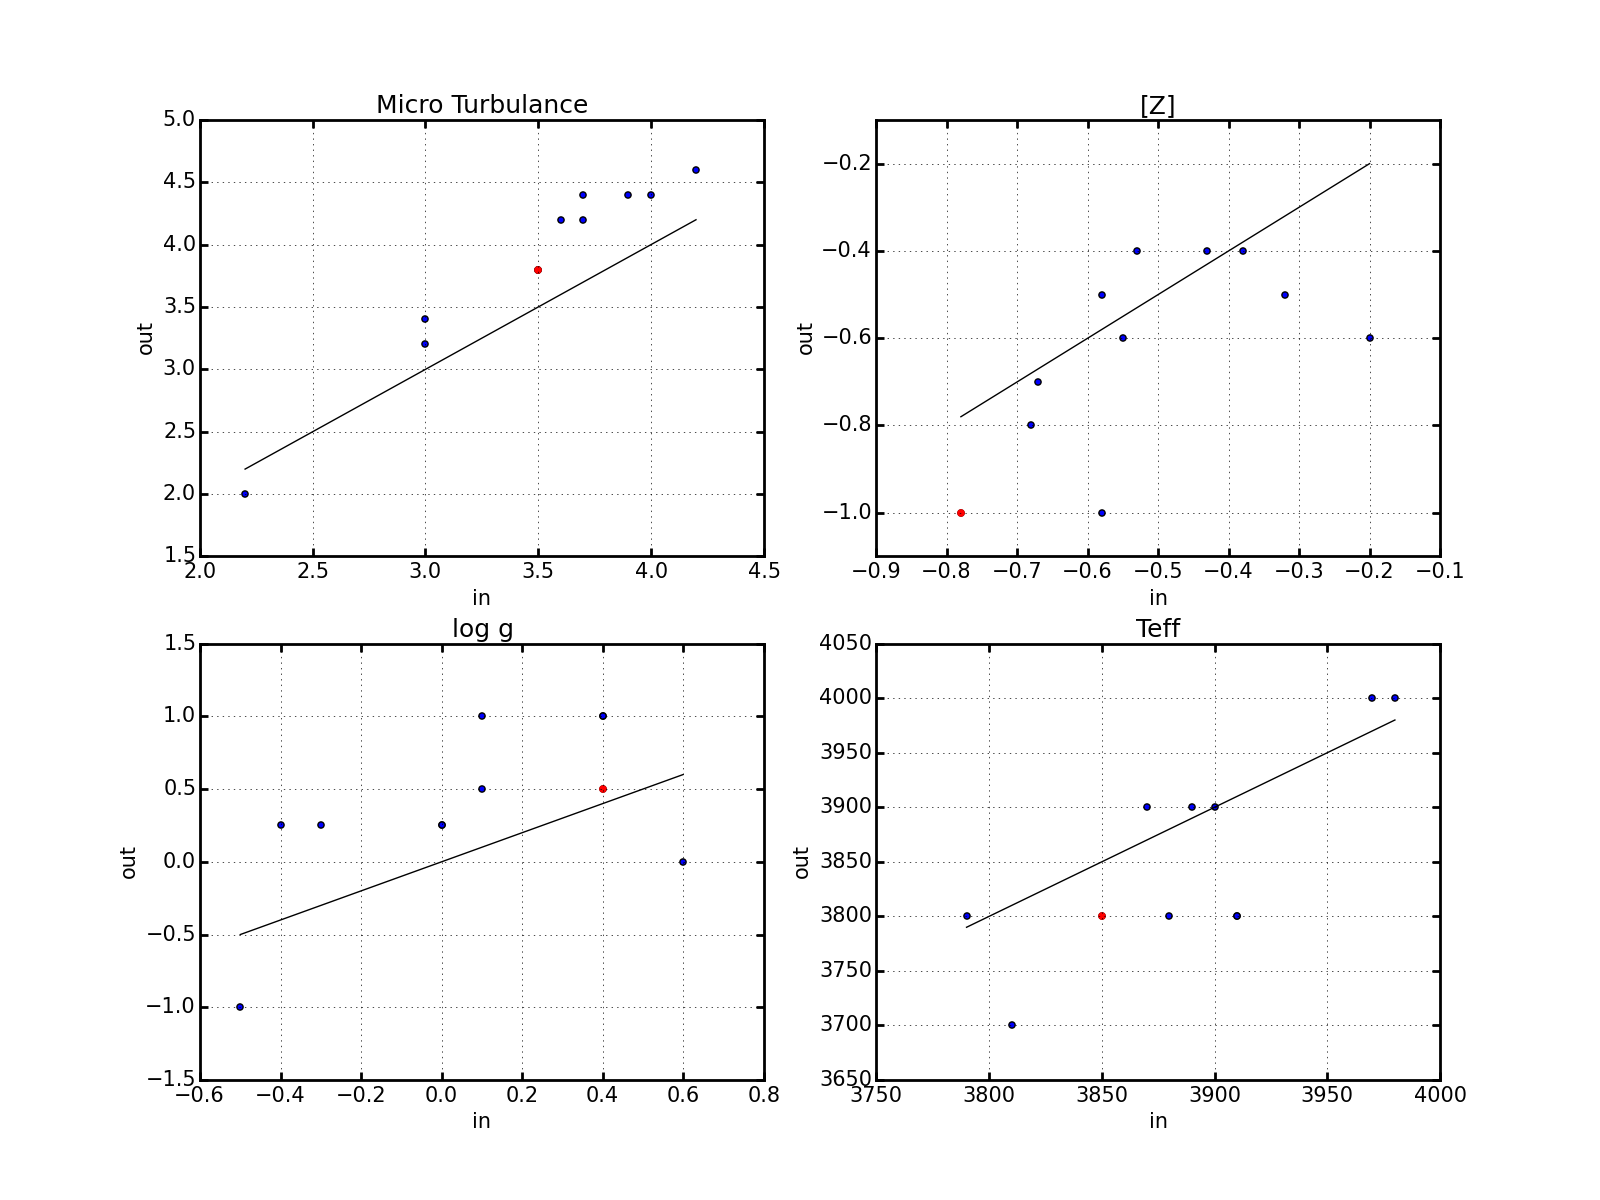 Micro Turbulance
5.0
4.5
4.0
3.5
3.0
2.5
2.0
1.5
out
2.0 2.5 3.0 3.5 4.0 4.5
in
[Z]
−0.2
−0.4
−0.6
−0.8
−1.0
out
−0.9 −0.8 −0.7 −0.6 −0.5 −0.4 −0.3 −0.2 −0.1
in
log g
1.5
1.0
0.5
0.0
−0.5
−1.0
−1.5
out
−0.6 −0.4 −0.2 0.0 0.2 0.4 0.6 0.8
in
Teff
4050
4000
3950
3900
3850
3800
3750
3700
3650
out
3750 3800 3850 3900 3950 4000
in